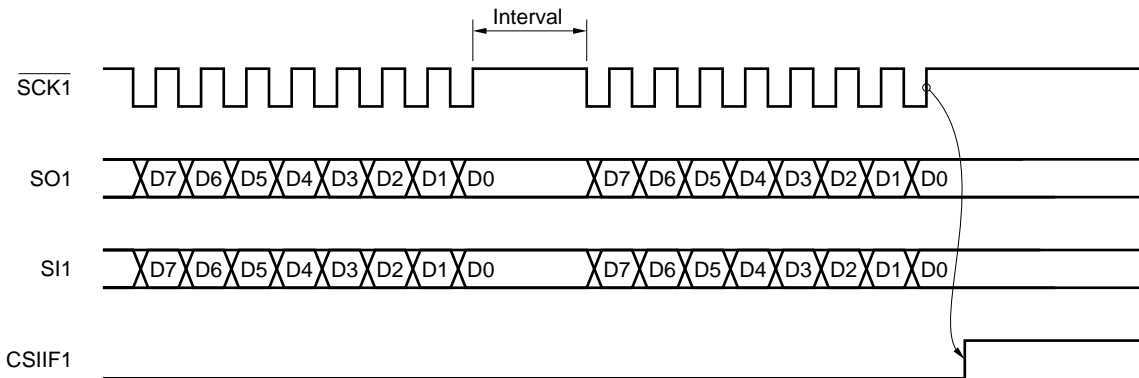 Interval
SCK1
SO1 D7 D6 D5 D4 D3 D2 D1 D0 D7 D6 D5 D4 D3 D2 D1 D0
SI1 D7 D6 D5 D4 D3 D2 D1 D0 D7 D6 D5 D4 D3 D2 D1 D0
CSIIF1